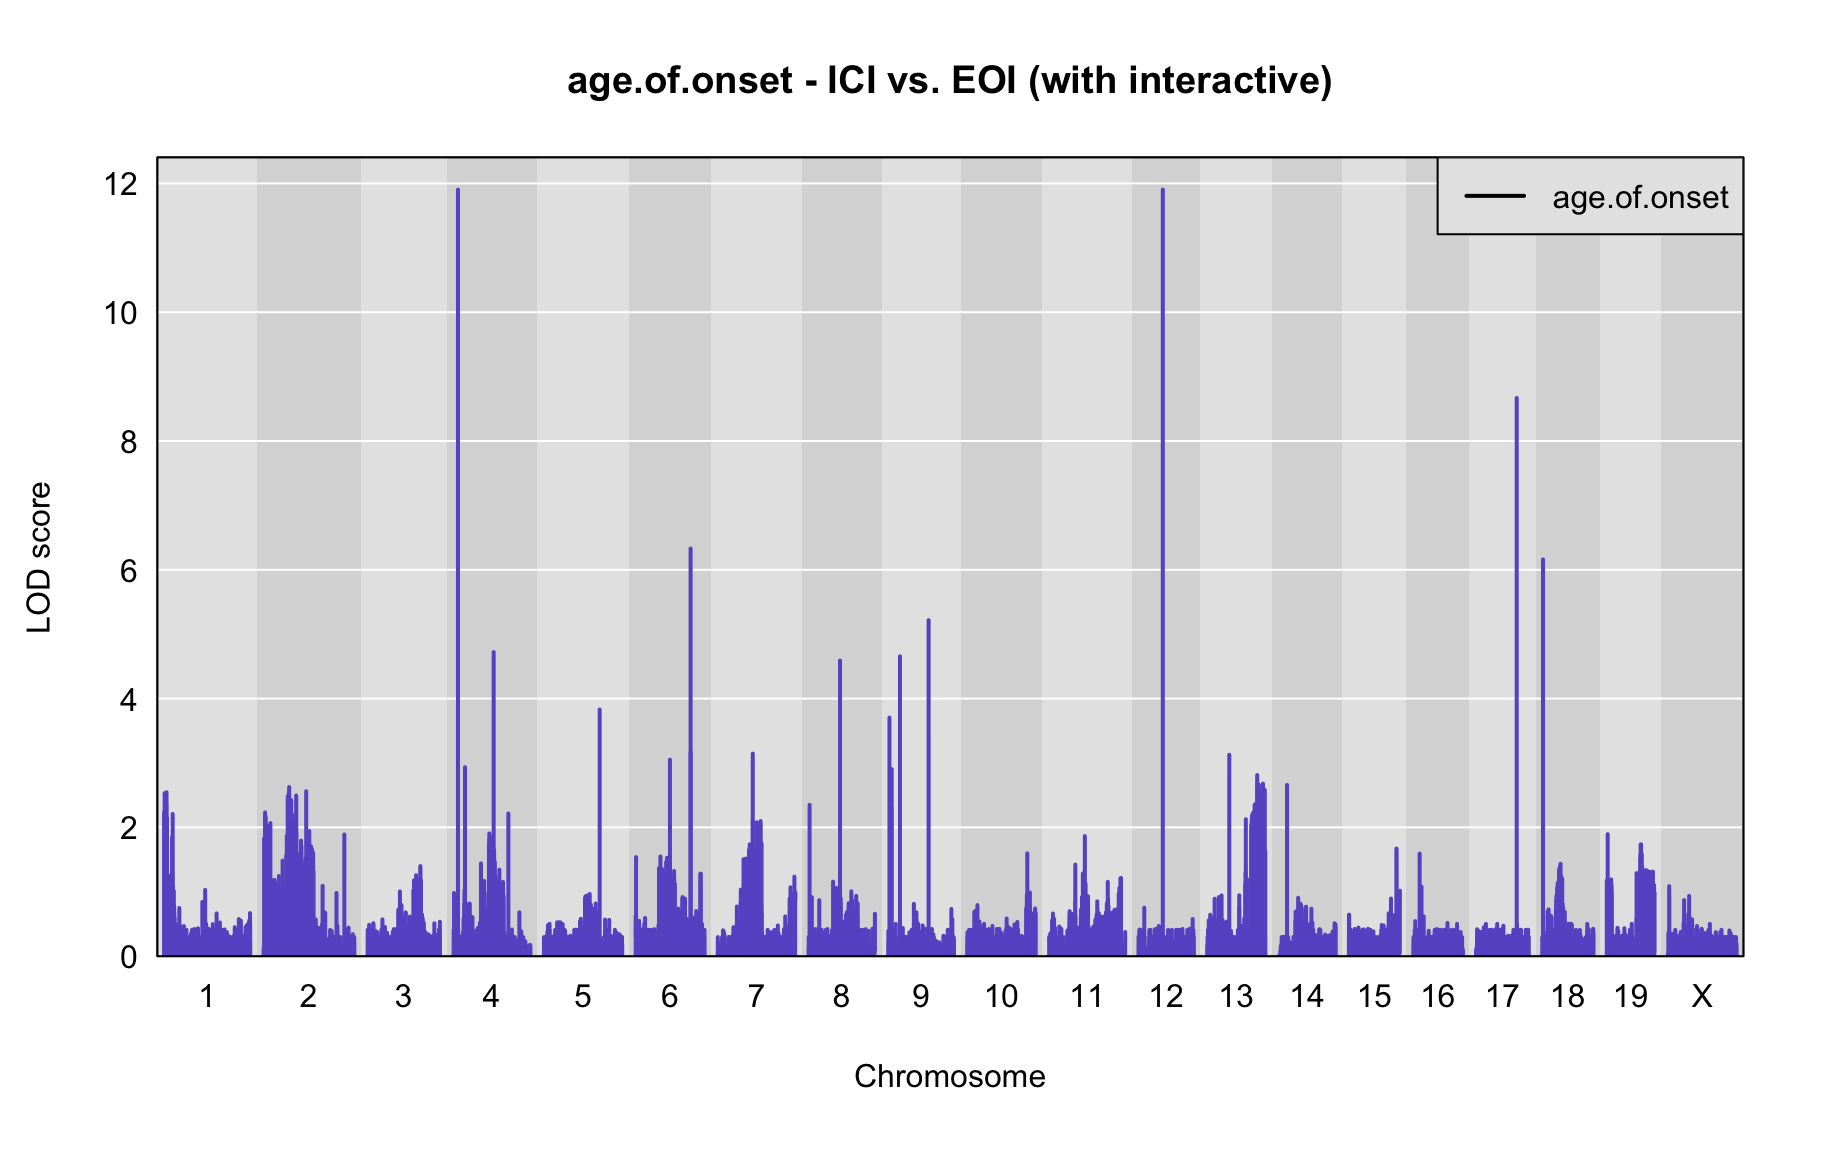 age.of.onset - ICI vs. EOI (with interactive)
age.of.onset
12
10
8
6
4
2
0
LOD score
1 2 3 4 5 6 7 8 9 10 11 12 13 14 15 16 17 18 19 X
Chromosome